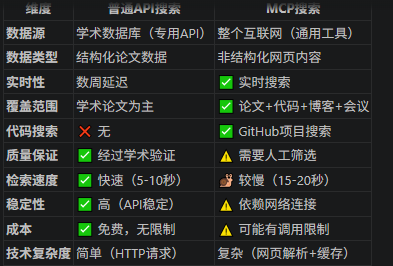 维度 普通API搜索 MCP搜索
数据源 学术数据库（专用API） 整个互联网（通用工具）
数据类型 结构化论文数据 非结构化网页内容
实时性 数周延迟 ✅ 实时搜索
覆盖范围 学术论文为主 ✅ 论文+代码+博客+会议
代码搜索 ❌ 无 ✅ GitHub项目搜索
质量保证 ✅ 经过学术验证 ⚠️ 需要人工筛选
检索速度 ✅ 快速（5-10秒） 🐌 较慢（15-20秒）
稳定性 ✅ 高（API稳定） ⚠️ 依赖网络连接
成本 ✅ 免费，无限制 ⚠️ 可能有调用限制
技术复杂度 简单（HTTP请求） 复杂（网页解析+缓存）